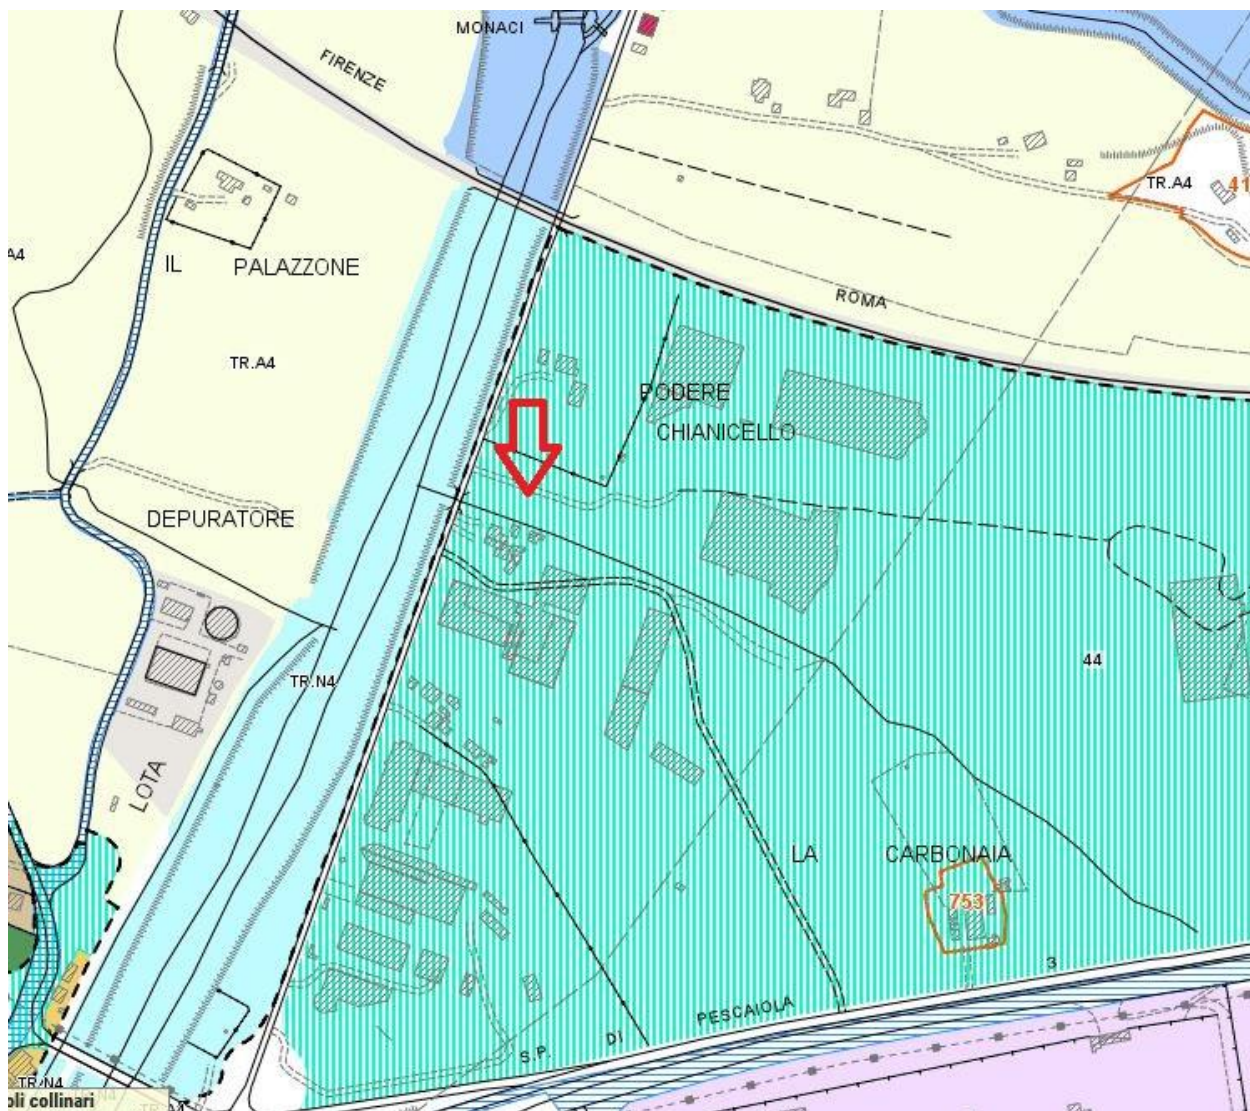 MONACI
FIRENZE
TR.A4
41
A4
IL PALAZZONE
ROMA
TR.A4
PODERE
CHIANICELLO
DEPURATORE
44
TR.N4
LOTA
LA CARBONAIA
753
3
S.P. DI PESCAIOLA
TR.N4
oli collinari